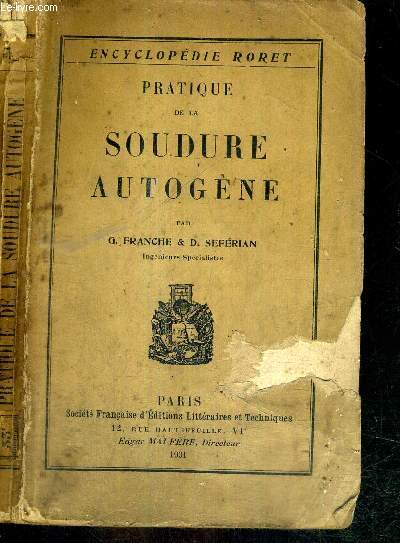 ENCYCLOPÉDIE RORET
PRATIQUE
DE LA
SOUDURE
AUTOGÈNE
PAR
G. FRANCHE & D. SEFÉRIAN
Ingénieurs Spécialistes
PARIS
Société Française d'Éditions Littéraires et Techniques
12, RUE HAUTEFEUILLE, VIe
Edgar MALFÈRE, Directeur
1931
PRATIQUE DE LA SOUDURE AUTOGÈNE